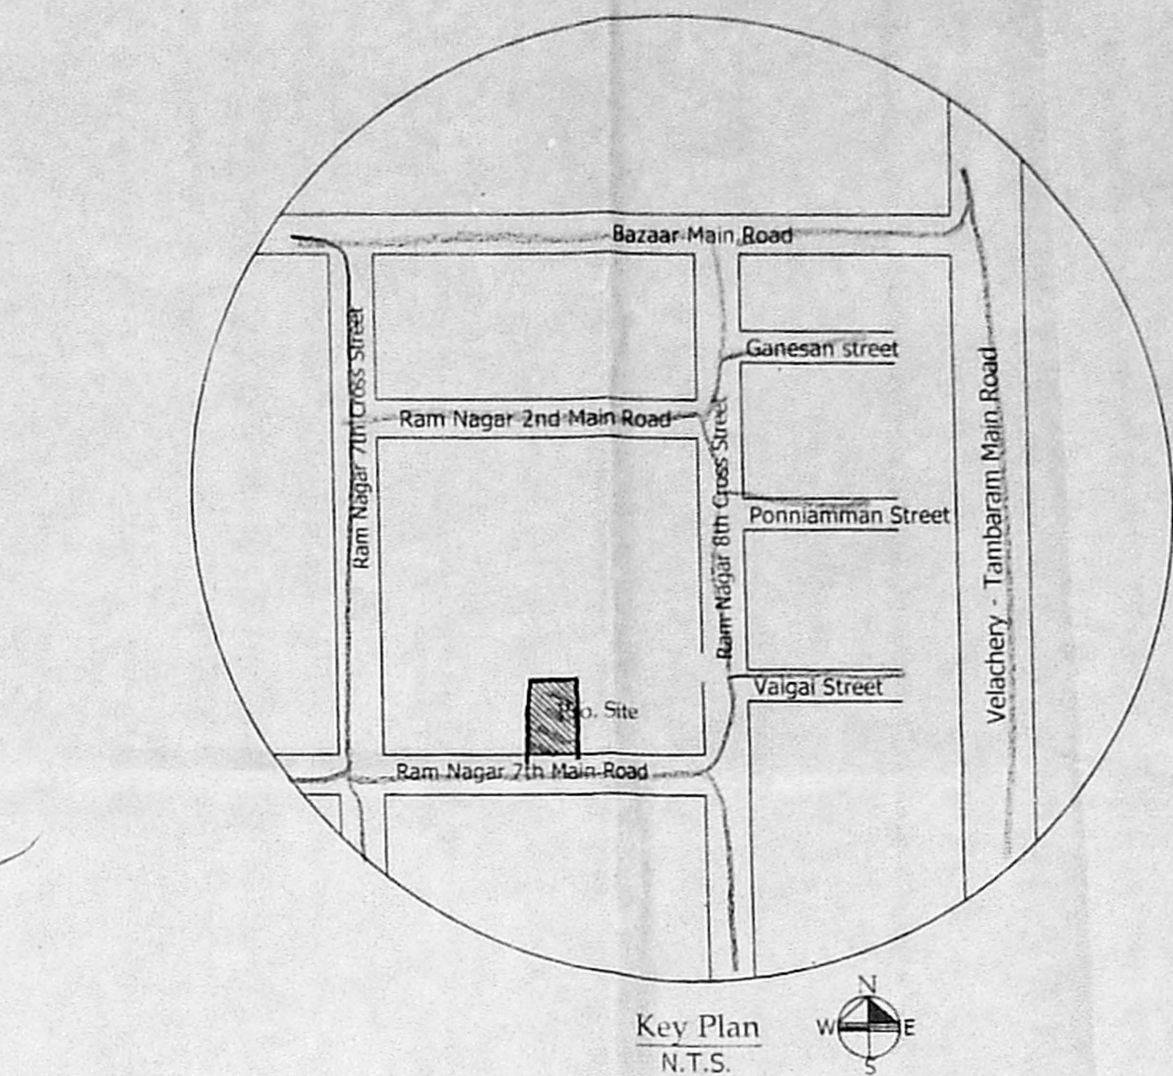 Bazaar Main Road
Ram Nagar 7th Cross Street
Ganesan street
Ram Nagar 2nd Main Road
Ram Nagar 8th Cross Street
Ponniamman Street
Velachery - Tambaram Main Road
Vaigai Street
Pro. Site
Ram Nagar 7th Main Road
Key Plan
N.T.S.
N
W
E
S